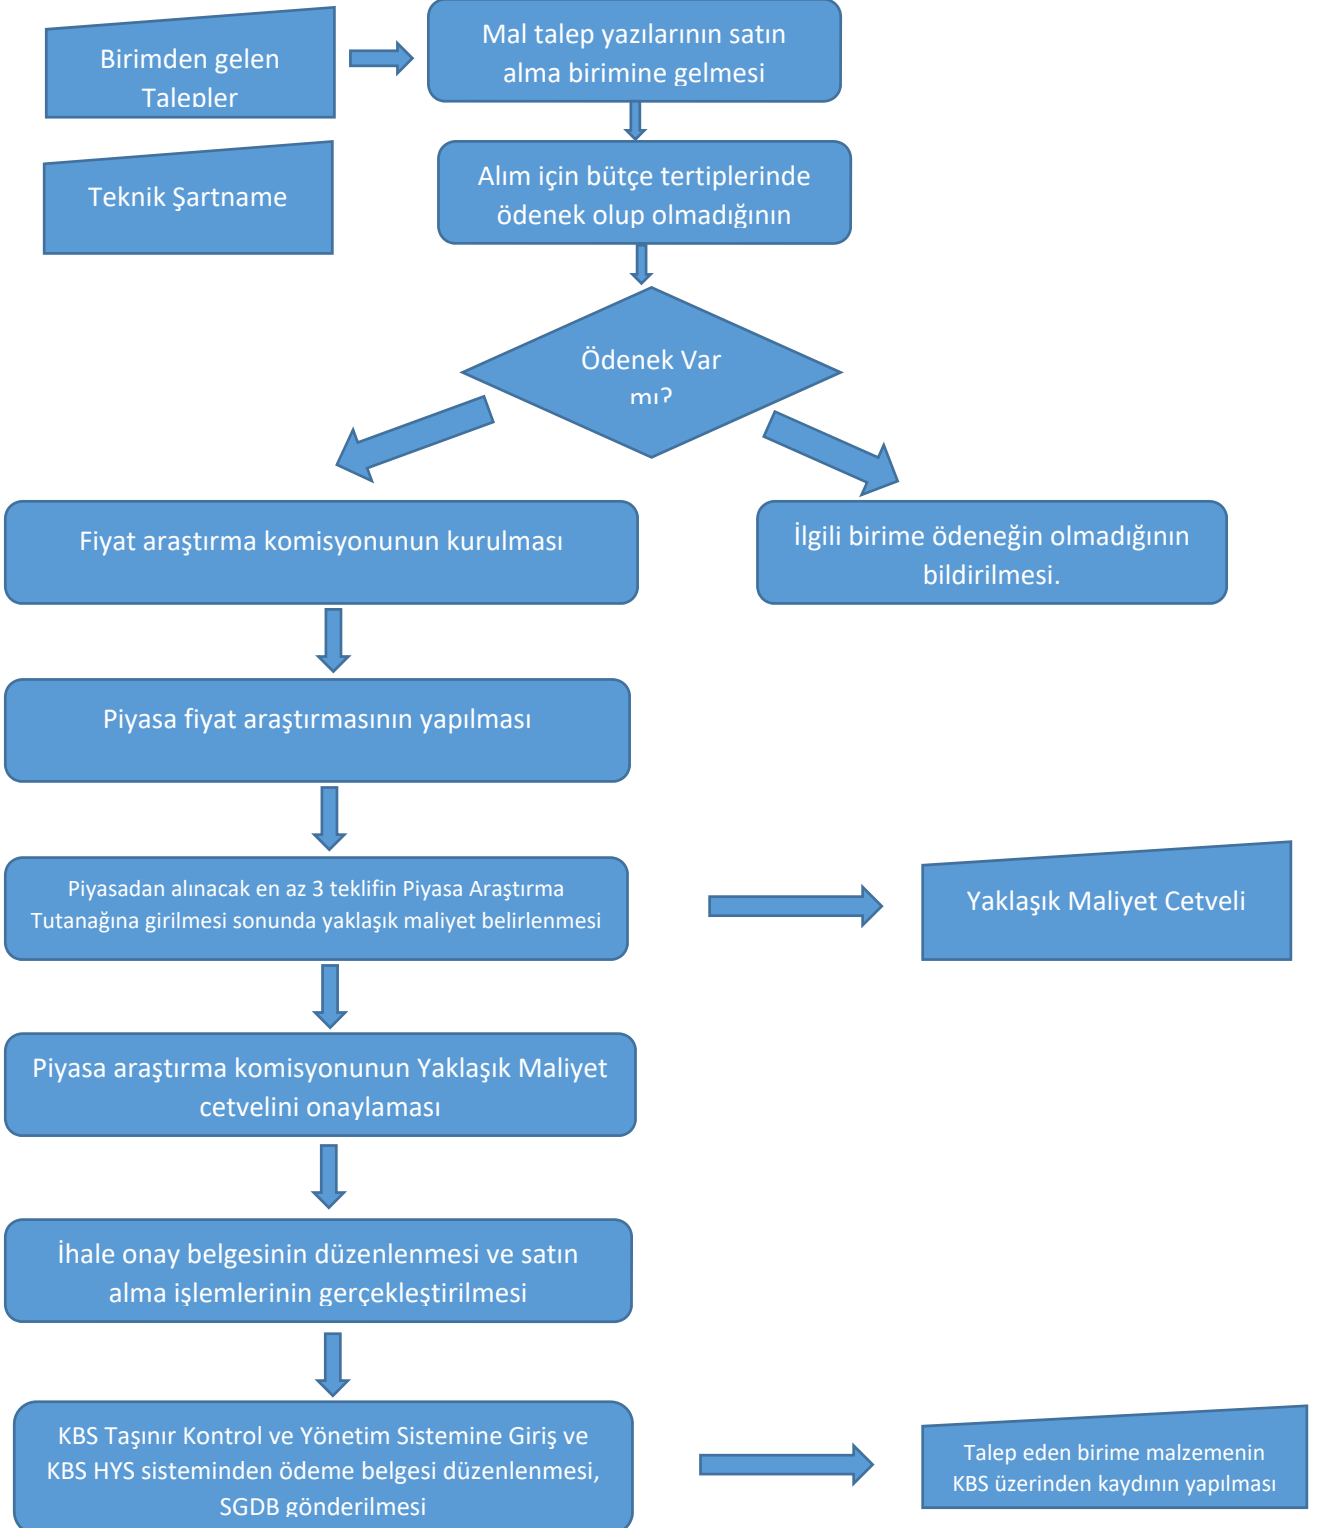 Birimden gelen
Talepler
Mal talep yazılarının satın
alma birimine gelmesi
Teknik Şartname
Alım için bütçe tertiplerinde
ödenek olup olmadığının
Ödenek Var
mı?
Fiyat araştırma komisyonunun kurulması
İlgili birime ödeneğin olmadığının
bildirilmesi.
Piyasa fiyat araştırmasının yapılması
Piyasadan alınacak en az 3 teklifin Piyasa Araştırma
Tutanağına girilmesi sonunda yaklaşık maliyet belirlenmesi
Yaklaşık Maliyet Cetveli
Piyasa araştırma komisyonunun Yaklaşık Maliyet
cetvelini onaylaması
İhale onay belgesinin düzenlenmesi ve satın
alma işlemlerinin gerçekleştirilmesi
KBS Taşınır Kontrol ve Yönetim Sistemine Giriş ve
KBS HYS sisteminden ödeme belgesi düzenlenmesi,
SGDB gönderilmesi
Talep eden birime malzemenin
KBS üzerinden kaydının yapılması